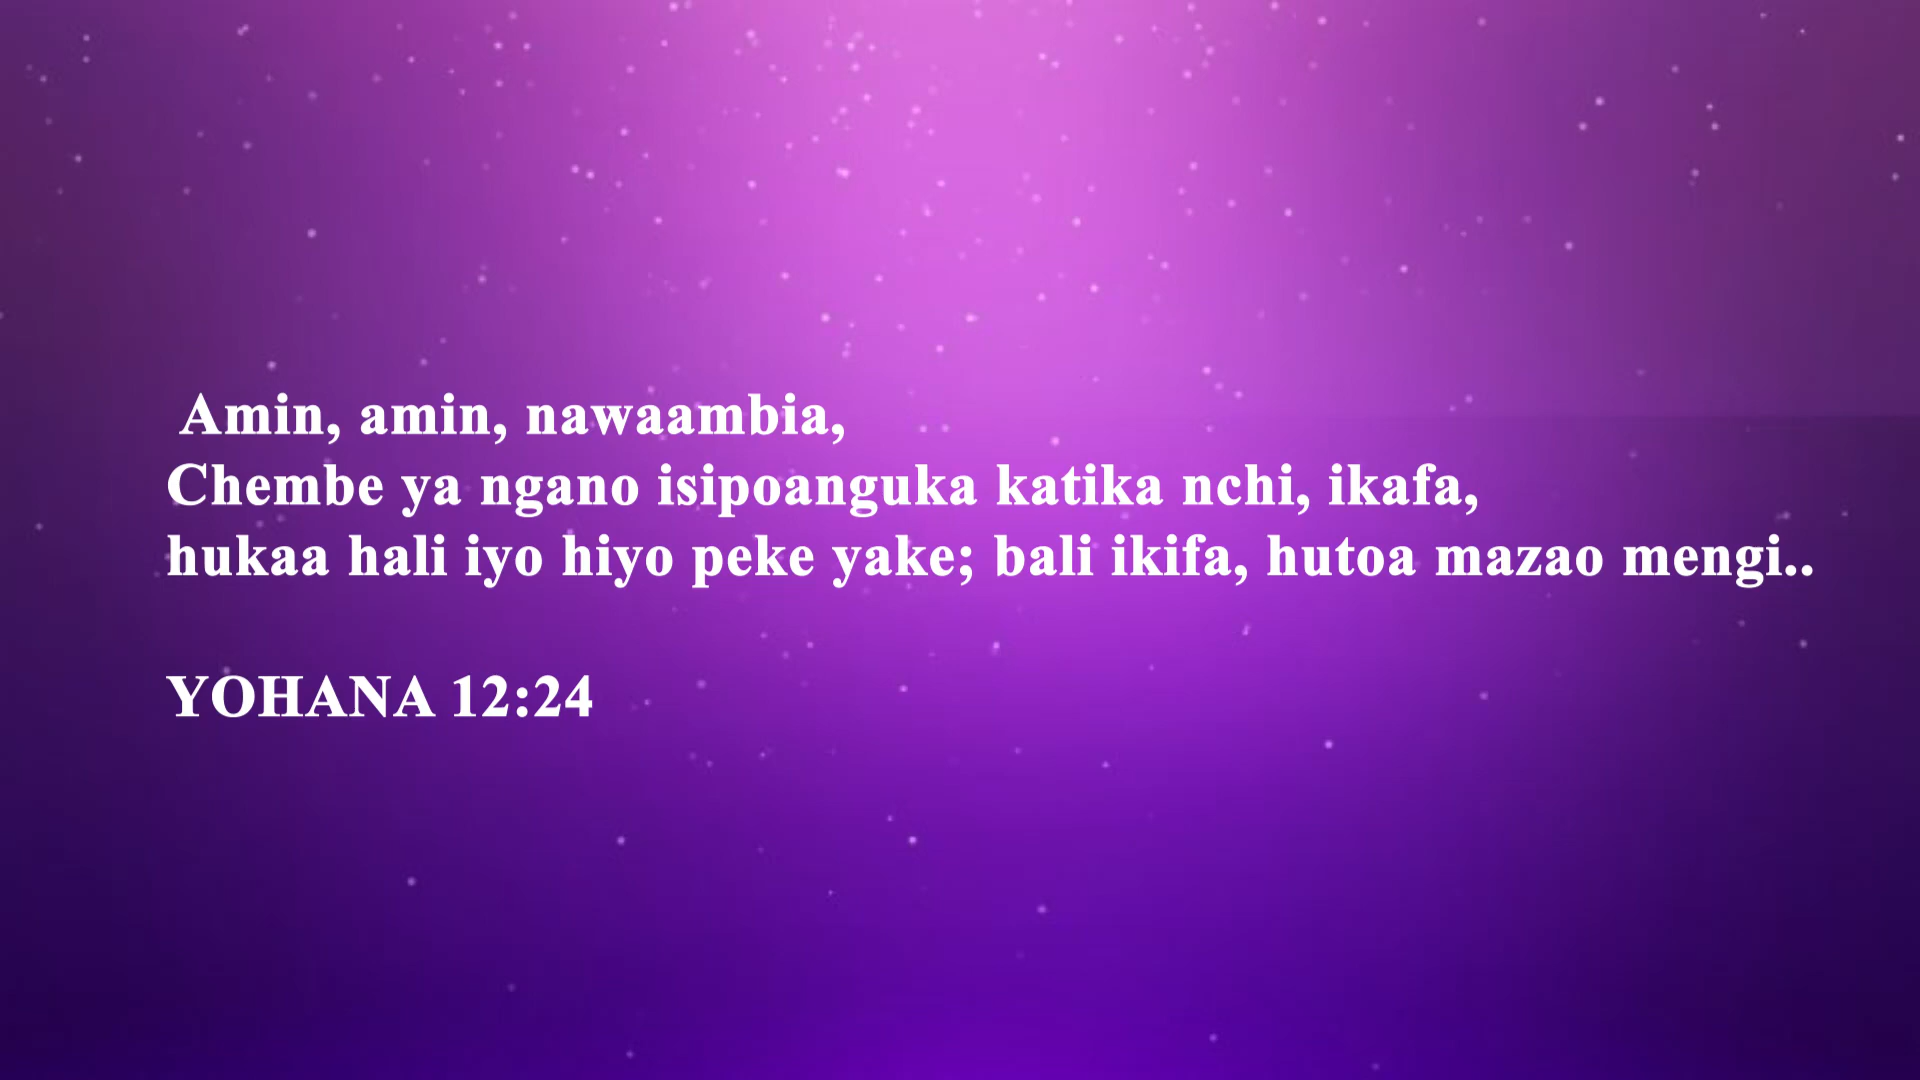 Amin, amin, nawaambia,
Chembe ya ngano isipoanguka katika nchi, ikafa,
hukaa hali iyo hiyo peke yake; bali ikifa, hutoa mazao mengi..
YOHANA 12:24